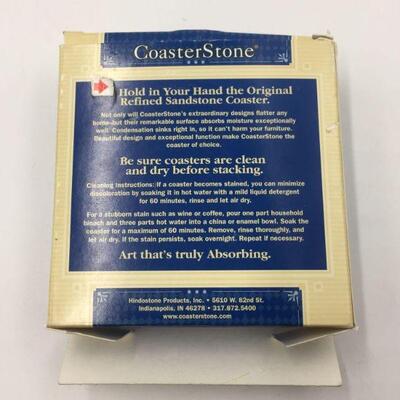 CoasterStone®
Hold in Your Hand the Original
Refined Sandstone Coaster.
Not only will CoasterStone's extraordinary designs flatter any
home–but their remarkable surface absorbs moisture exceptionally
well. Condensation sinks right in, so it can't harm your furniture.
Beautiful design and exceptional function make CoasterStone the
coaster of choice.
Be sure coasters are clean
and dry before stacking.
Cleaning Instructions: If a coaster becomes stained, you can minimize
discoloration by soaking it in hot water with a mild liquid detergent
for 60 minutes, rinse and let air dry.
For a stubborn stain such as wine or coffee, pour one part household
bleach and three parts hot water into a china or enamel bowl. Soak the
coaster for a maximum of 60 minutes. Remove, rinse thoroughly, and
let air dry. If the stain persists, soak overnight. Repeat if necessary.
Art that's truly Absorbing.
Hindostone Products, Inc. • 5610 W. 82nd St.
Indianapolis, IN 46278 • 317.872.5400
www.coasterstone.com